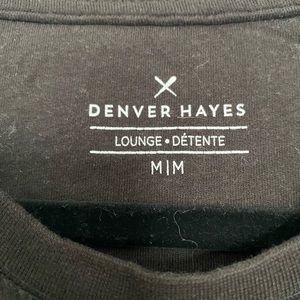 DENVER HAYES
LOUNGE • DÉTENTE
M|M